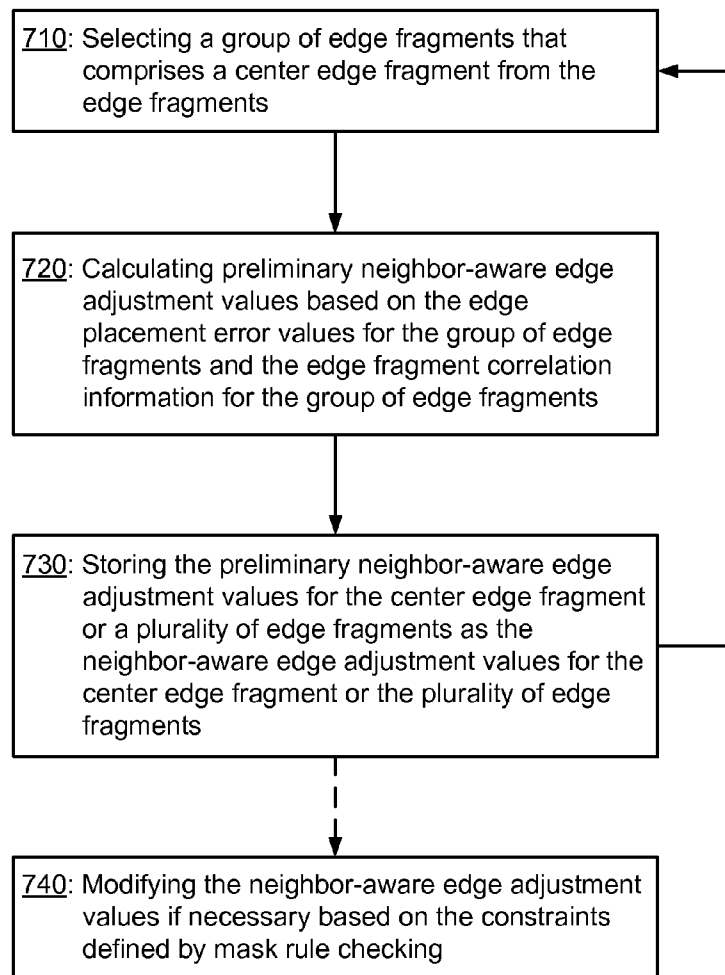 710: Selecting a group of edge fragments that
comprises a center edge fragment from the
edge fragments
720: Calculating preliminary neighbor-aware edge
adjustment values based on the edge
placement error values for the group of edge
fragments and the edge fragment correlation
information for the group of edge fragments
730: Storing the preliminary neighbor-aware edge
adjustment values for the center edge fragment
or a plurality of edge fragments as the
neighbor-aware edge adjustment values for the
center edge fragment or the plurality of edge
fragments
740: Modifying the neighbor-aware edge adjustment
values if necessary based on the constraints
defined by mask rule checking